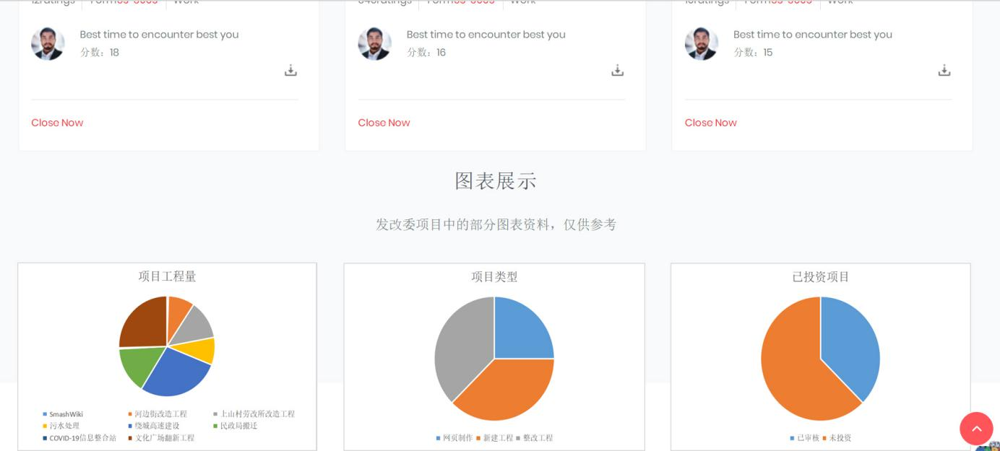 Best time to encounter best you
分数：18
Best time to encounter best you
分数：16
Best time to encounter best you
分数：15
Close Now
Close Now
Close Now
图表展示
发改委项目中的部分图表资料，仅供参考
项目工程量
SmashWiki 河边街改造工程 上山村劳改所改造工程
污水处理 绕城高速建设 民政局搬迁
COVID-19信息整合站 文化广场翻新工程
项目类型
网页制作 新建工程 整改工程
已投资项目
已审核 未投资